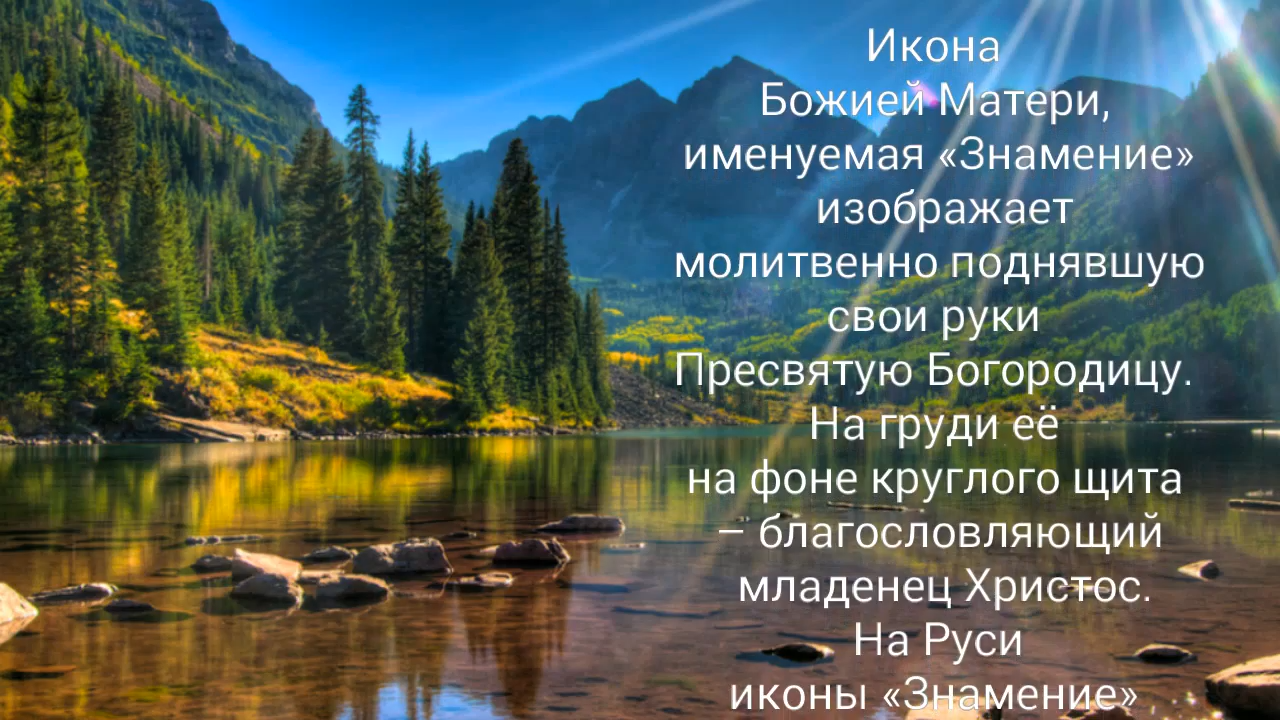 Икона
Божией Матери,
именуемая «Знамение»
изображает
молитвенно поднявшую
свои руки
Пресвятую Богородицу.
На груди её
на фоне круглого щита
– благословляющий
младенец Христос.
На Руси
иконы «Знамение»